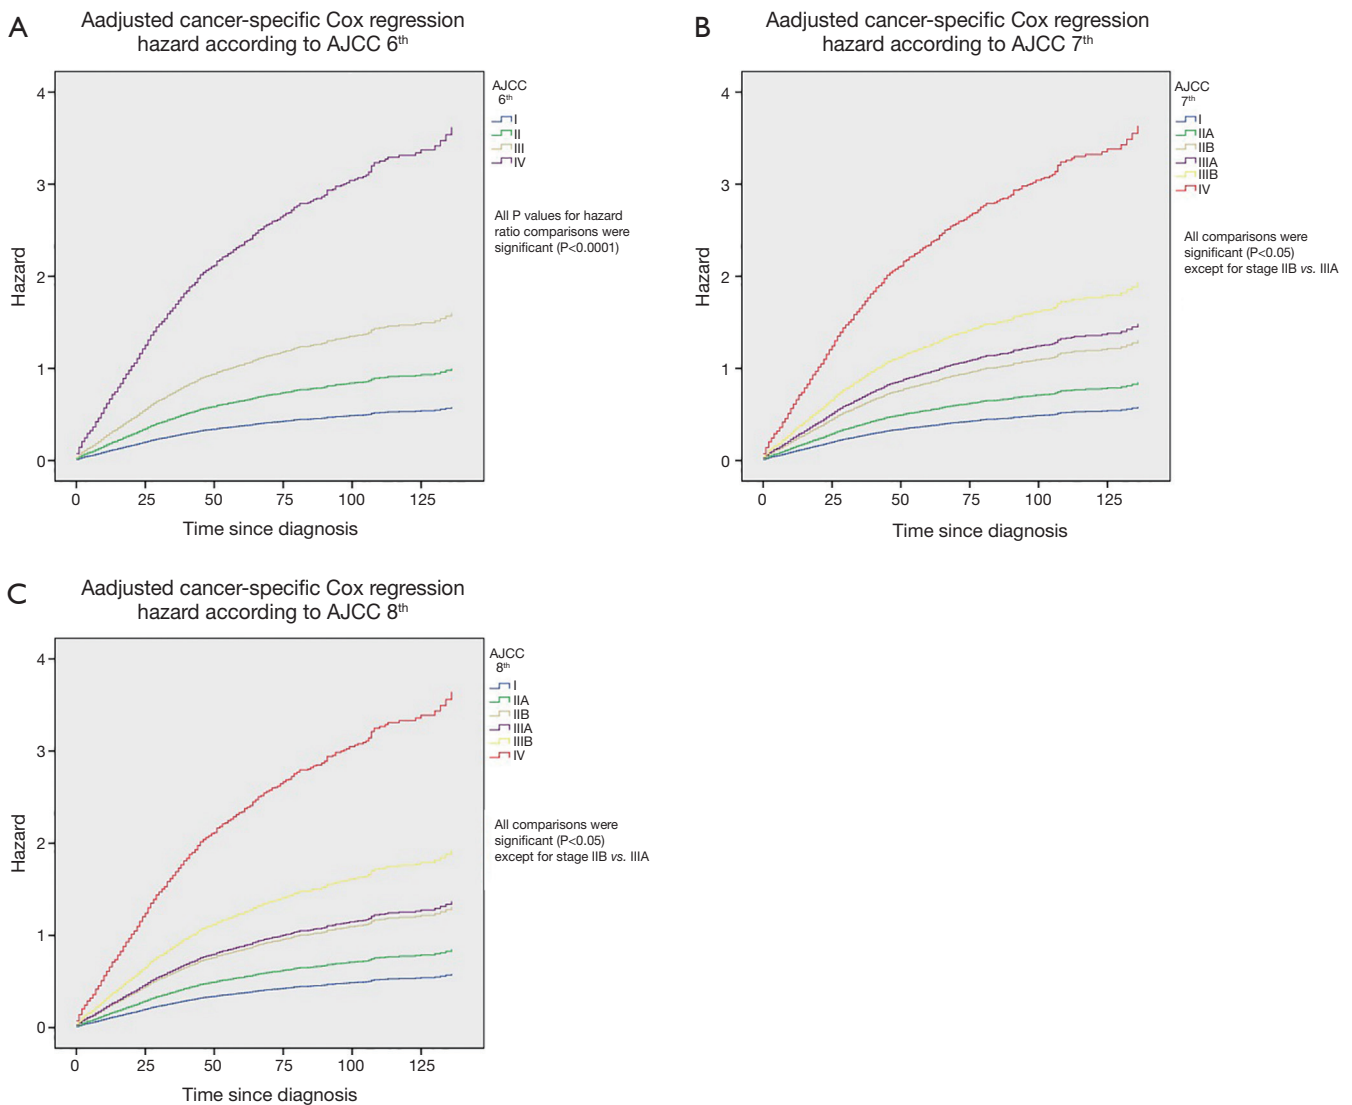 A
Aadjusted cancer-specific Cox regression
hazard according to AJCC 6th
4
3
2
1
0
Hazard
0 25 50 75 100 125
Time since diagnosis
AJCC
6th
I
II
III
IV
All P values for hazard
ratio comparisons were
significant (P<0.0001)
B
Aadjusted cancer-specific Cox regression
hazard according to AJCC 7th
4
3
2
1
0
Hazard
0 25 50 75 100 125
Time since diagnosis
AJCC
7th
I
IIA
IIB
IIIA
IIIB
IV
All comparisons were
significant (P<0.05)
except for stage IIB vs. IIIA
C
Aadjusted cancer-specific Cox regression
hazard according to AJCC 8th
4
3
2
1
0
Hazard
0 25 50 75 100 125
Time since diagnosis
AJCC
8th
I
IIA
IIB
IIIA
IIIB
IV
All comparisons were
significant (P<0.05)
except for stage IIB vs. IIIA